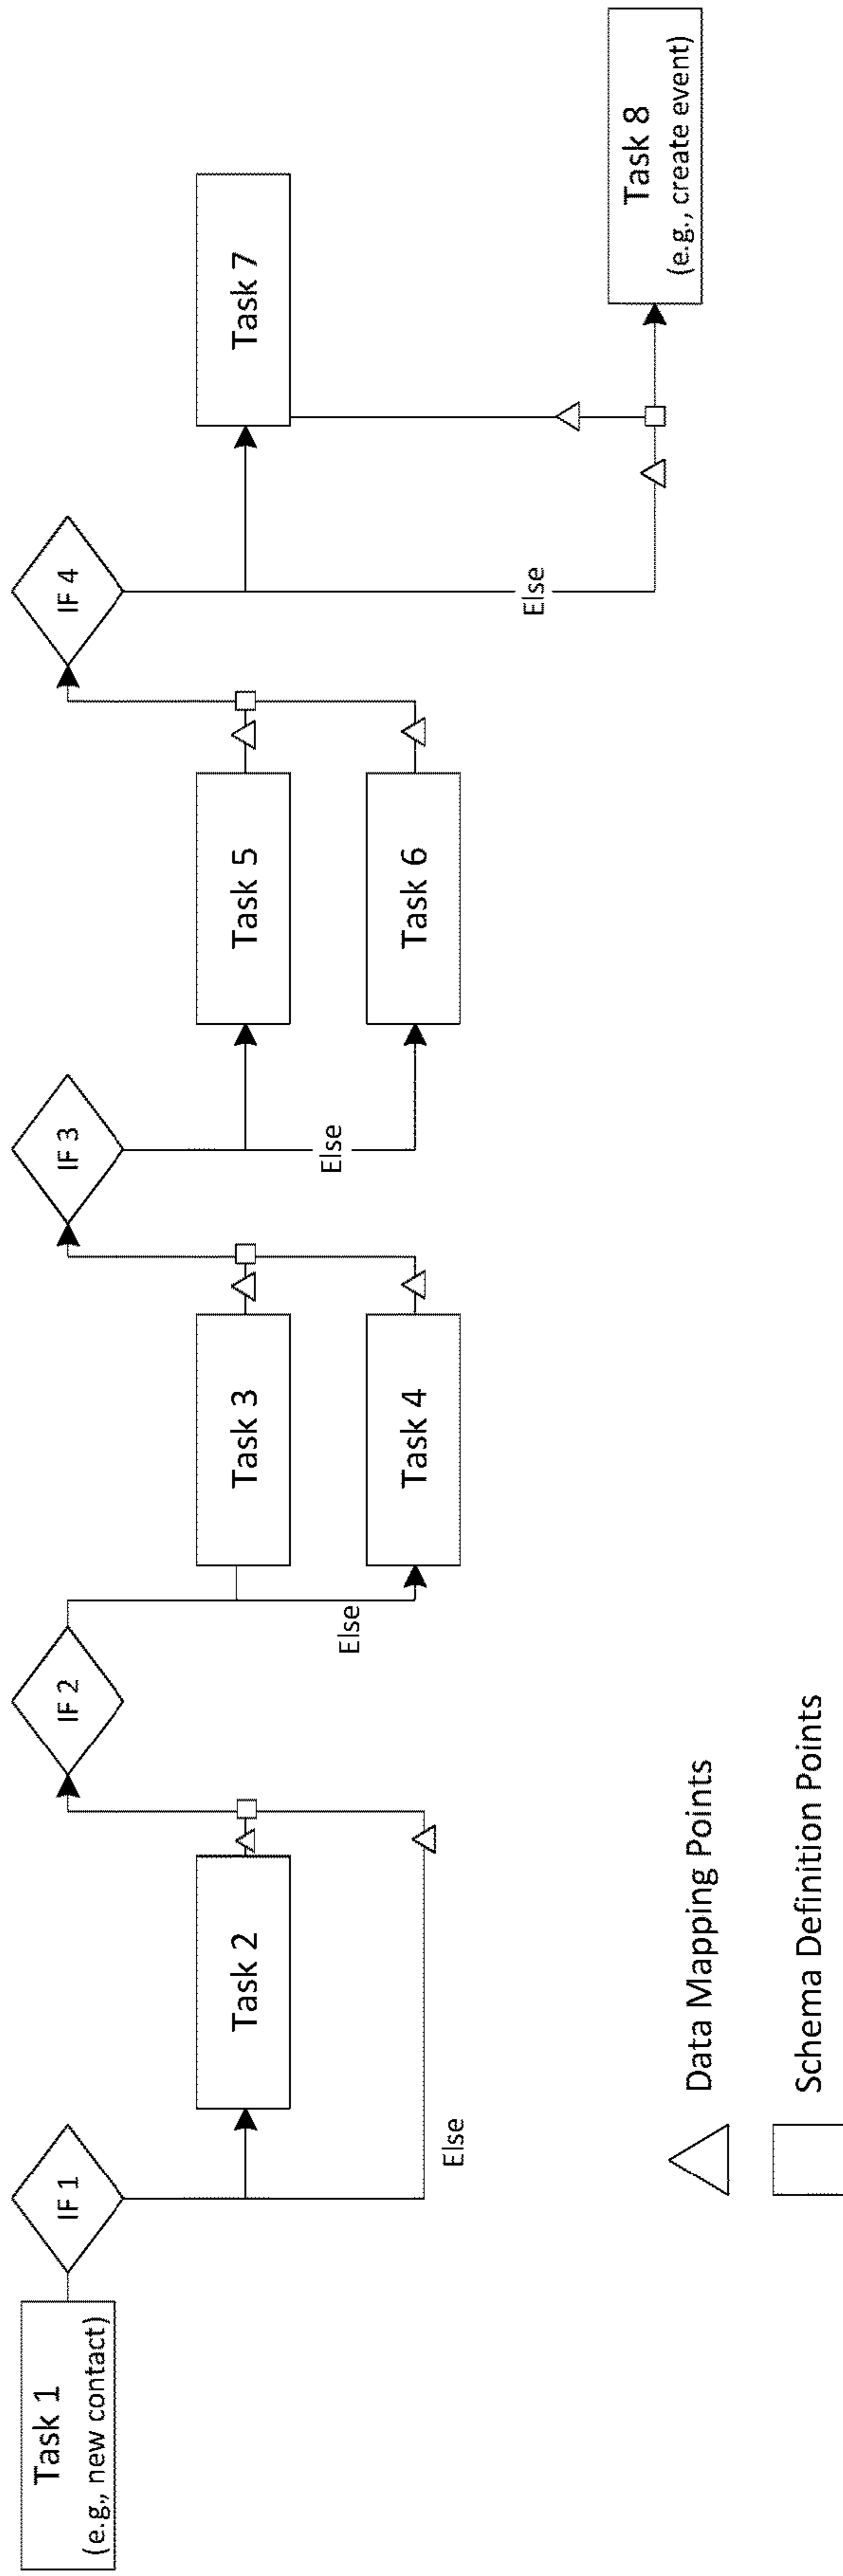 Task 1
(e.g., new contact)
IF 1
Task 2
Else
IF 2
Task 3
Else
Task 4
IF 3
Task 5
Else
Task 6
IF 4
Task 7
Else
Task 8
(e.g., create event)
Data Mapping Points
Schema Definition Points